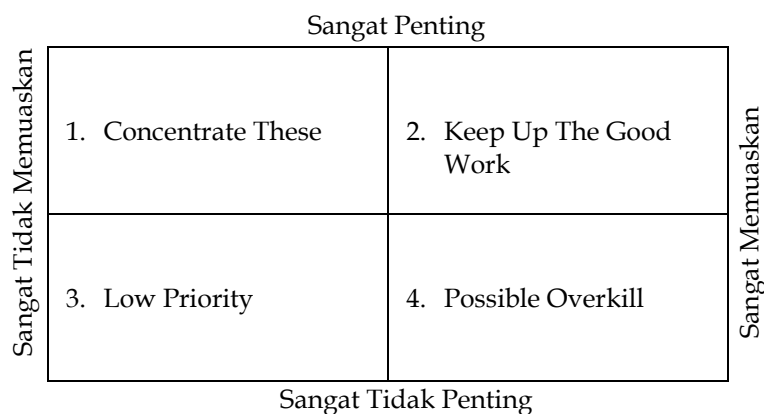 Sangat Penting
Sangat Tidak Memuaskan
1. Concentrate These
2. Keep Up The Good
Work
Sangat Memuaskan
3. Low Priority
4. Possible Overkill
Sangat Tidak Penting